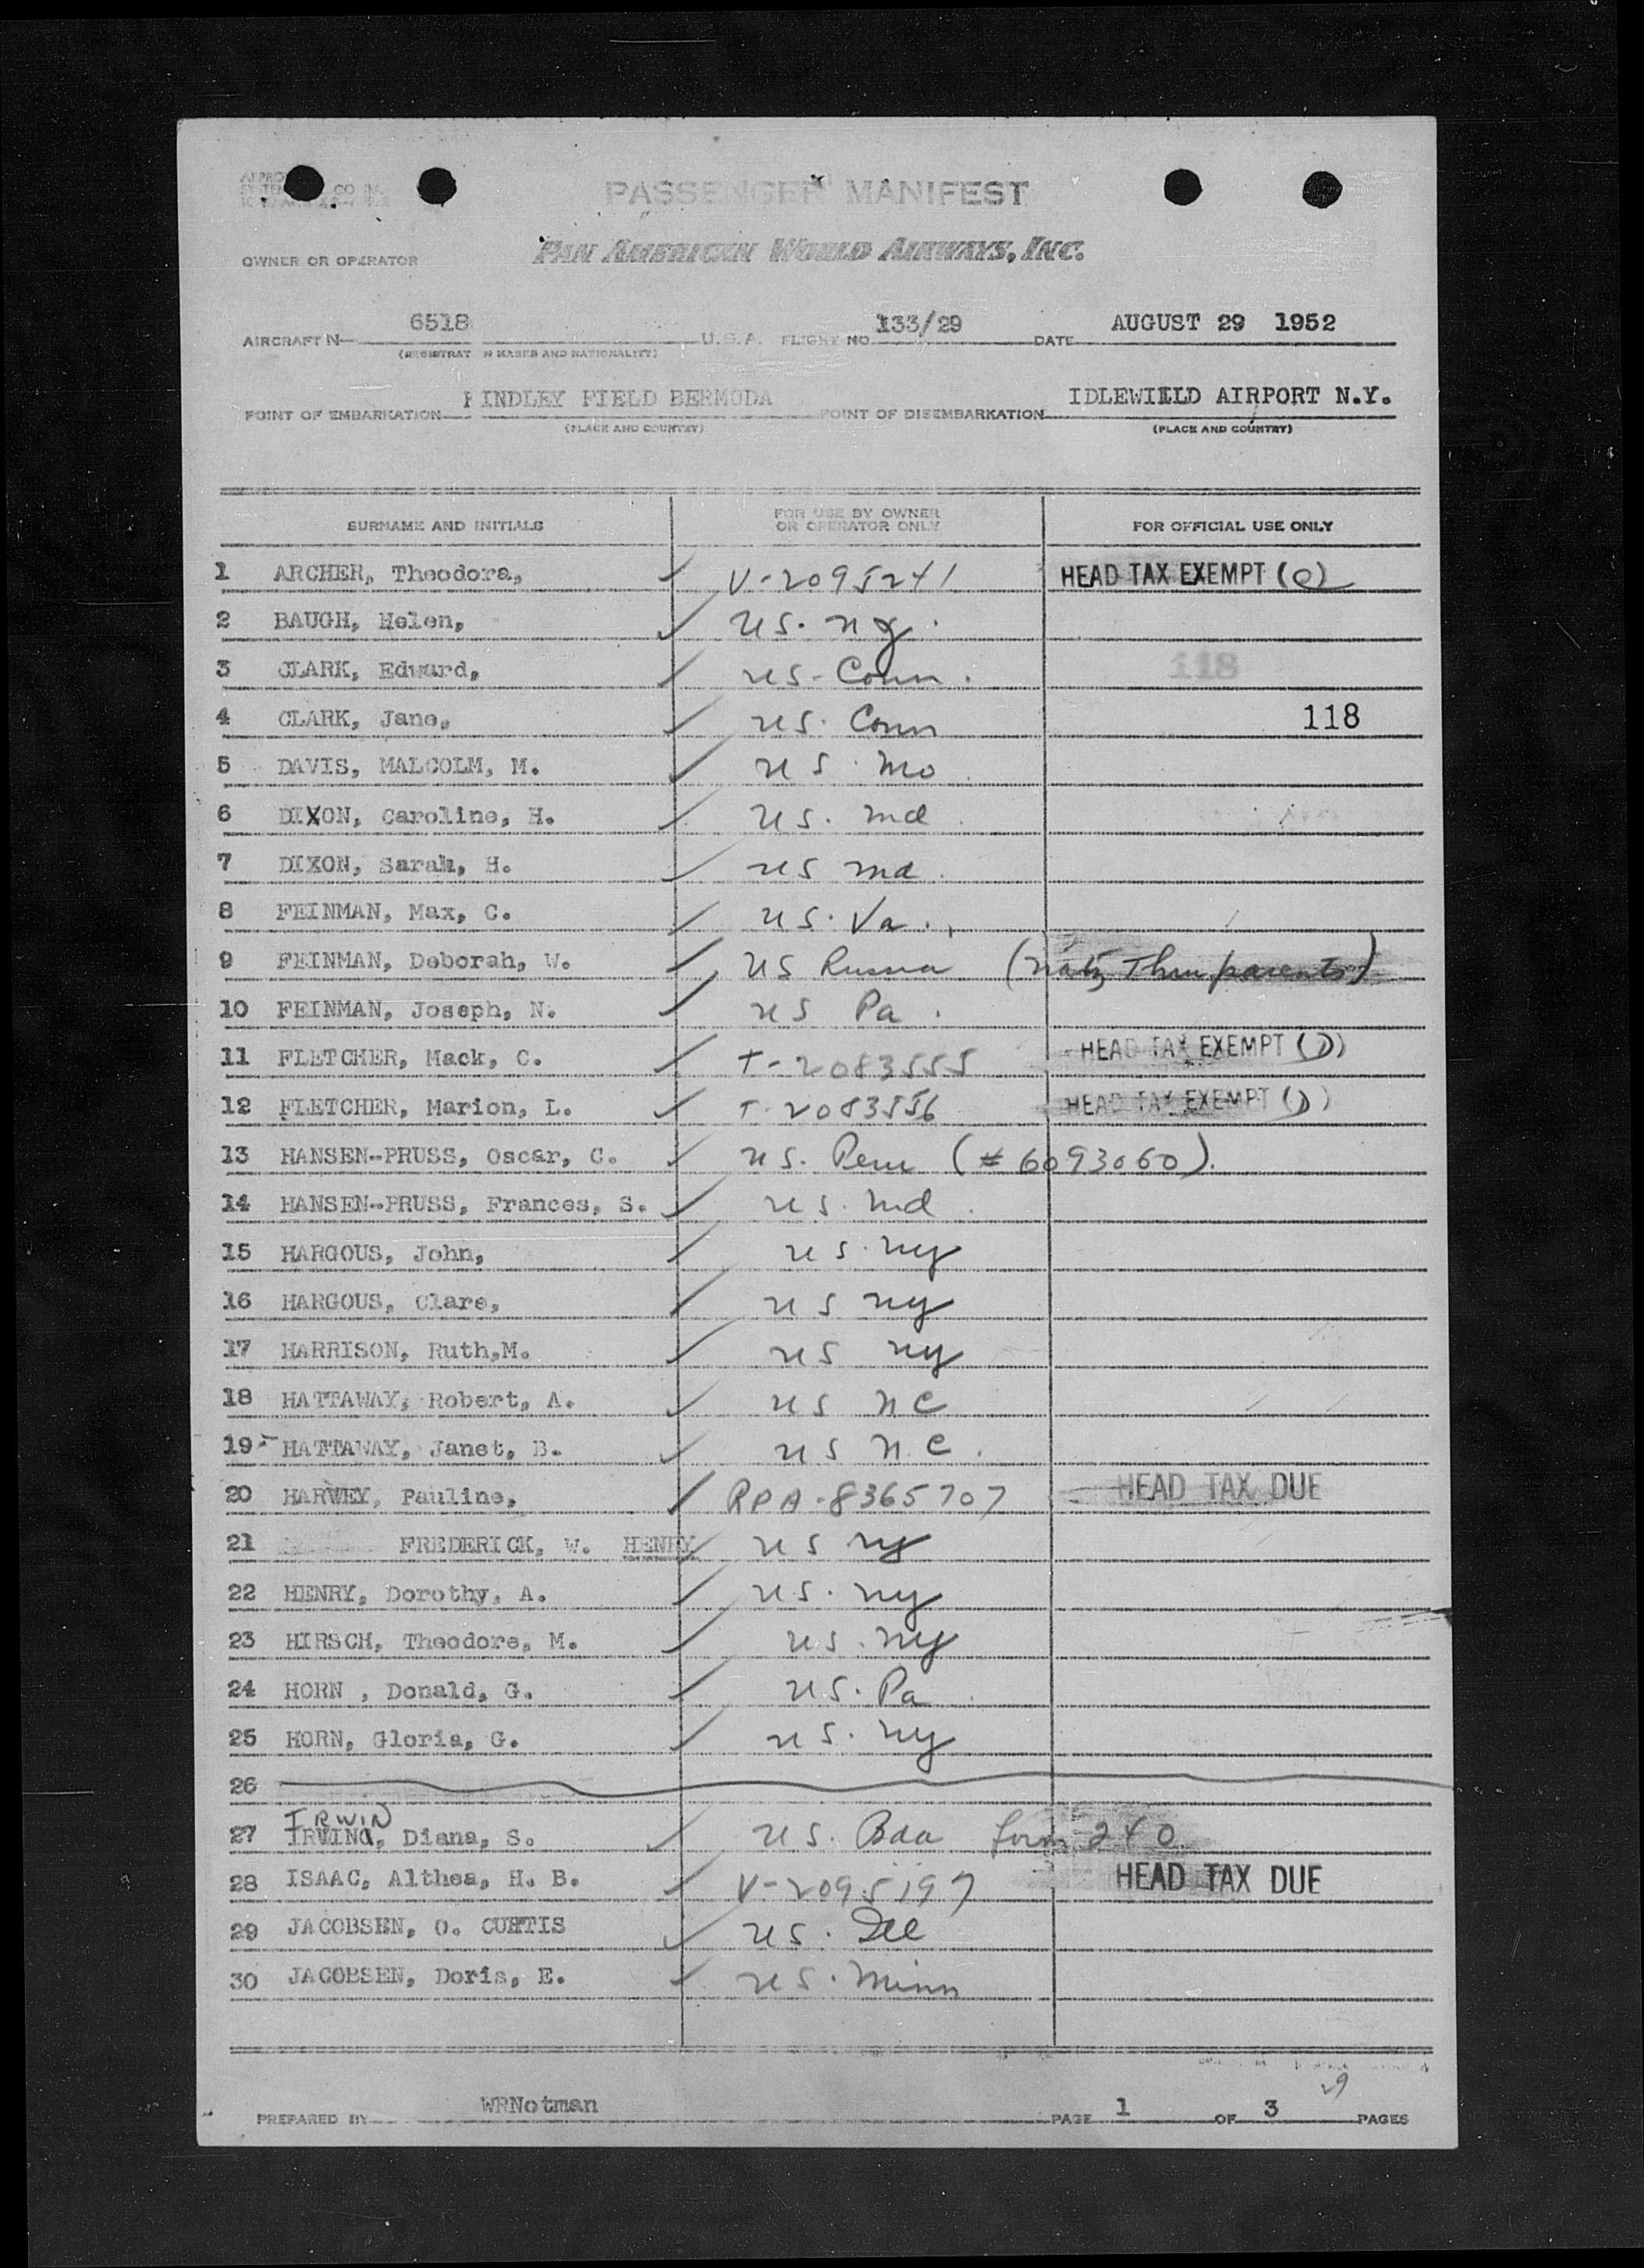 PASSENGER MANIFEST
OWNER OR OPERATOR PAN AMERICAN WORLD AIRWAYS, INC.
AIRCRAFT N 6518 U.S.A. FLIGHT NO. 133/29 DATE AUGUST 29 1952
(REGISTRAT N MARKS AND NATIONALITY)
POINT OF EMBARKATION KINDLEY FIELD BERMUDA POINT OF DISEMBARKATION IDLEWIELD AIRPORT N.Y.
(PLACE AND COUNTRY) (PLACE AND COUNTRY)
SURNAME AND INITIALS FOR USE BY OWNER OR OPERATOR ONLY FOR OFFICIAL USE ONLY
1 ARCHER, Theodora, ✓ V-2095241 HEAD TAX EXEMPT (C)
2 BAUGH, Helen, ✓ US. NY.
3 CLARK, Edward, ✓ US- Conn. 118
4 CLARK, Jane, ✓ US. Conn 118
5 DAVIS, MALCOLM, M. ✓ US. Mo
6 DIXON, Caroline, H. ✓ US. Md
7 DIXON, Sarah, H. ✓ US Md.
8 FEINMAN, Max, C. ✓ US. Va.
9 FEINMAN, Deborah, W. ✓ US Russia (Natz Thru parents)
10 FEINMAN, Joseph, N. ✓ US Pa.
11 FLETCHER, Mack, C. ✓ T-2083555 HEAD TAX EXEMPT (D)
12 FLETCHER, Marion, L. ✓ T-2083556 HEAD TAX EXEMPT (D)
13 HANSEN-PRUSS, Oscar, C. ✓ US. Peru (# 6093060).
14 HANSEN-PRUSS, Frances, S. ✓ US. Md.
15 HARGOUS, John, ✓ US. NY
16 HARGOUS, Clare, ✓ US NY
17 HARRISON, Ruth,M. ✓ US NY
18 HATTAWAY, Robert, A. ✓ US NC
19 HATTAWAY, Janet, B. ✓ US N.C.
20 HARVEY, Pauline, ✓ RPA-8365707 HEAD TAX DUE
21 FREDERICK, W. HENRY ✓ US NY
22 HENRY, Dorothy, A. ✓ US. NY
23 HIRSCH, Theodore, M. ✓ US. NY
24 HORN , Donald, G. ✓ US. Pa
25 HORN, Gloria, G. ✓ US. NY
26
IRWIN
27 IRVING, Diana, S. ✓ US. Bda form 240
28 ISAAC, Althea, H. B. ✓ V-2095197 HEAD TAX DUE
29 JACOBSEN, O. CURTIS ✓ US. Ill
30 JACOBSEN, Doris, E. ✓ US. Minn
29
PREPARED BY WRNotman PAGE 1 OF 3 PAGES